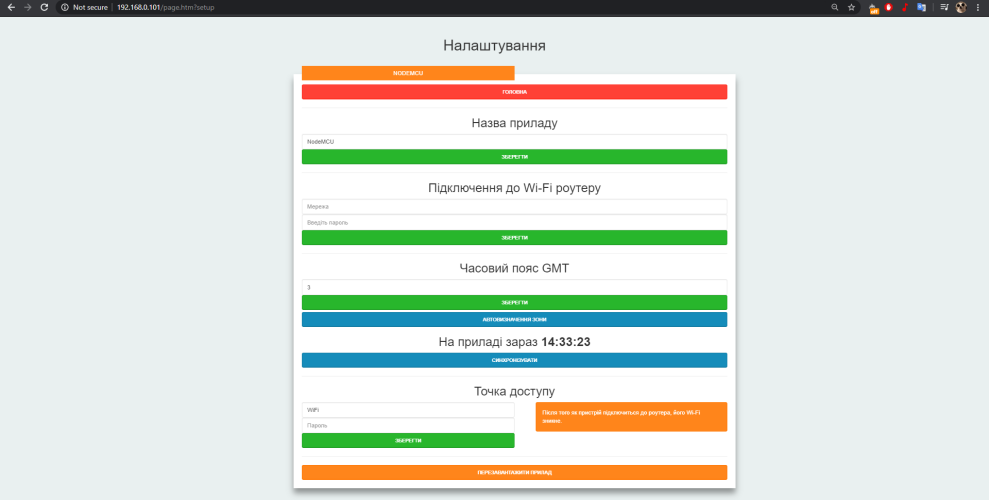 Not secure | 192.168.0.101/page.htm?setup
Налаштування
NODEMCU
ГОЛОВНА
Назва приладу
NodeMCU
ЗБЕРЕГТИ
Підключення до Wi-Fi роутеру
Мережа
Введіть пароль
ЗБЕРЕГТИ
Часовий пояс GMT
3
ЗБЕРЕГТИ
АВТОВИЗНАЧЕННЯ ЗОНИ
На приладі зараз 14:33:23
СИНХРОНІЗУВАТИ
Точка доступу
WiFi
Пароль
ЗБЕРЕГТИ
Після того як пристрій підключиться до роутера, його Wi-Fi
зникне.
ПЕРЕЗАВАНТАЖИТИ ПРИЛАД